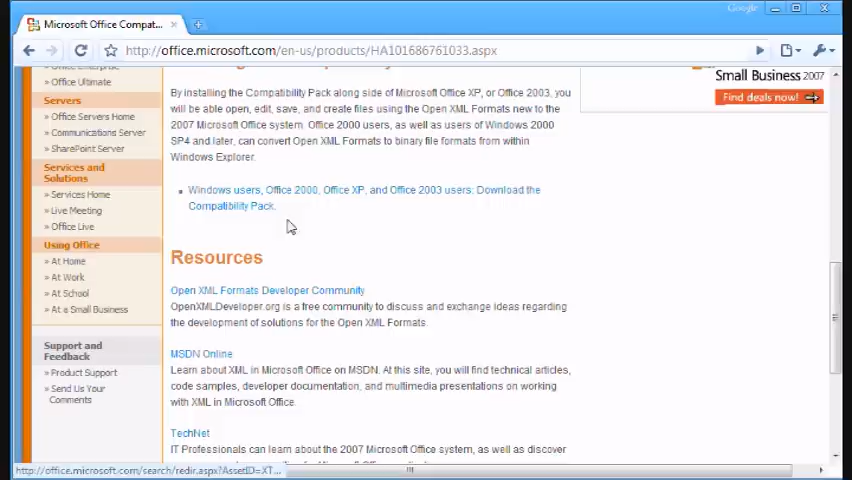 Google
Microsoft Office Compat...
http://office.microsoft.com/en-us/products/HA101686761033.aspx
» Office Enterprise
» Office Ultimate
Servers
» Office Servers Home
» Communications Server
» SharePoint Server
Services and
Solutions
» Services Home
» Live Meeting
» Office Live
Using Office
» At Home
» At Work
» At School
» At a Small Business
Support and
Feedback
» Product Support
» Send Us Your
Comments
By installing the Compatibility Pack along side of Microsoft Office XP, or Office 2003, you
will be able open, edit, save, and create files using the Open XML Formats new to the
2007 Microsoft Office system. Office 2000 users, as well as users of Windows 2000
SP4 and later, can convert Open XML Formats to binary file formats from within
Windows Explorer.
Windows users, Office 2000, Office XP, and Office 2003 users: Download the
Compatibility Pack.
Resources
Open XML Formats Developer Community
OpenXMLDeveloper.org is a free community to discuss and exchange ideas regarding
the development of solutions for the Open XML Formats.
MSDN Online
Learn about XML in Microsoft Office on MSDN. At this site, you will find technical articles,
code samples, developer documentation, and multimedia presentations on working
with XML in Microsoft Office.
TechNet
IT Professionals can learn about the 2007 Microsoft Office system, as well as discover
Small Business 2007
Find deals now!
http://office.microsoft.com/search/redir.aspx?AssetID=XT...